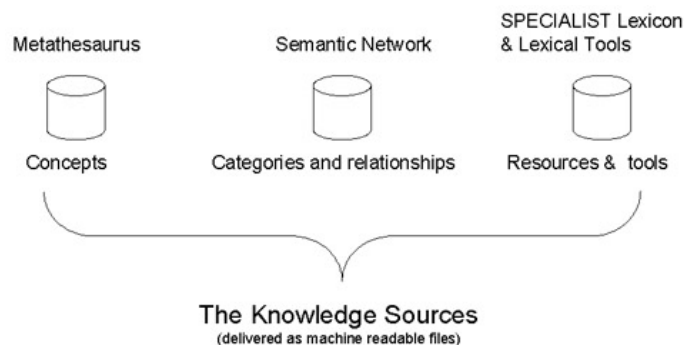 Metathesaurus
Semantic Network
SPECIALIST Lexicon
& Lexical Tools
Concepts
Categories and relationships
Resources & tools
The Knowledge Sources
(delivered as machine readable files)